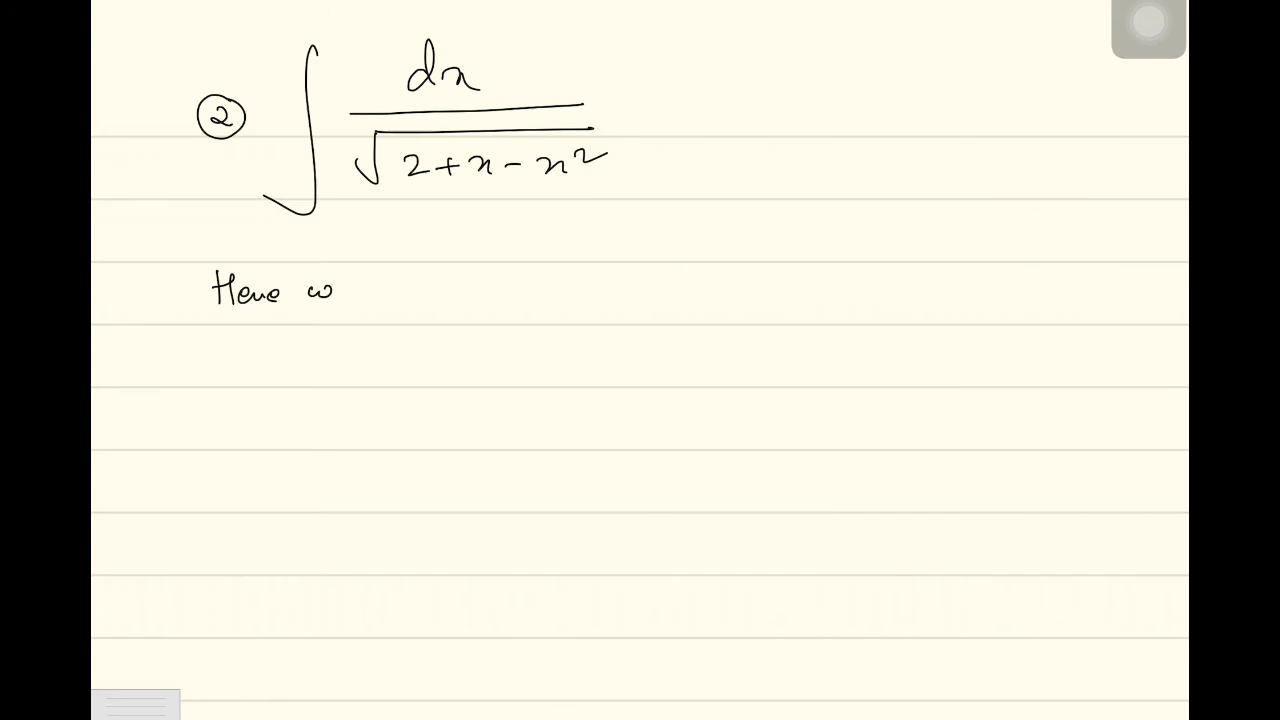 ② ∫ dx / √(2+x-x²)
Here w